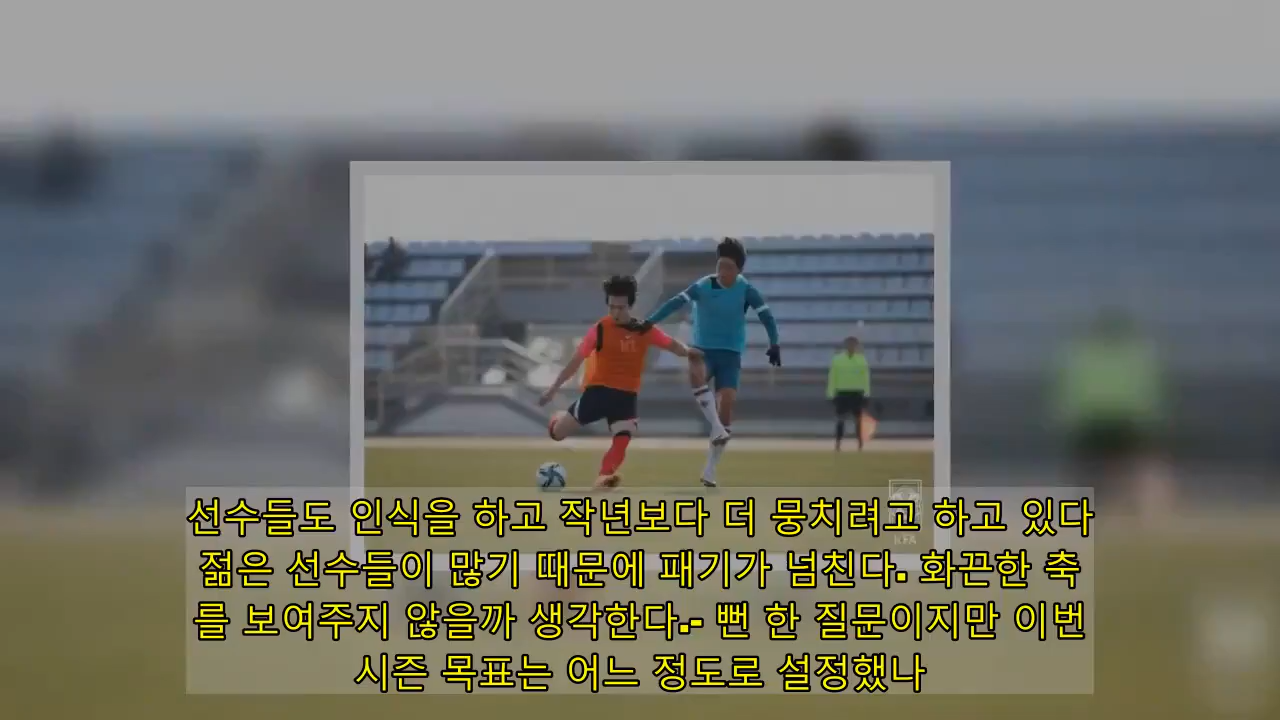 선수들도 인식을 하고 작년보다 더 뭉치려고 하고 있다
젊은 선수들이 많기 때문에 패기가 넘친다. 화끈한 축
를 보여주지 않을까 생각한다.- 뻔 한 질문이지만 이번
시즌 목표는 어느 정도로 설정했나
KFA